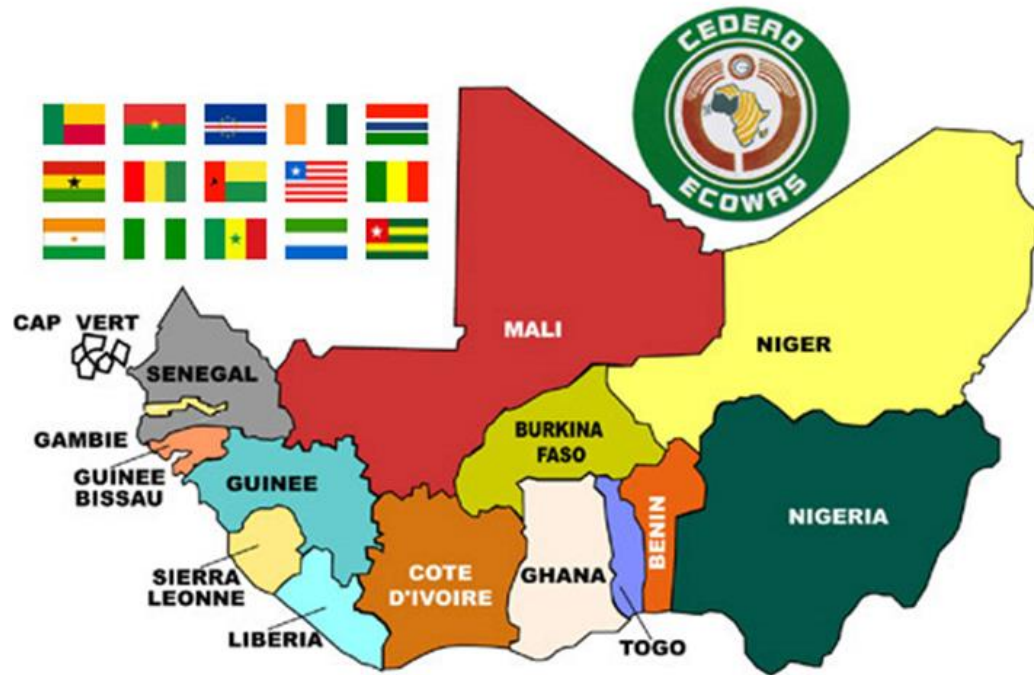 CEDEAO
ECOWAS
CAP VERT
MALI
NIGER
SENEGAL
GAMBIE
BURKINA
FASO
GUINEE
BISSAU
GUINEE
NIGERIA
BENIN
SIERRA
LEONNE
COTE
D'IVOIRE
GHANA
LIBERIA
TOGO